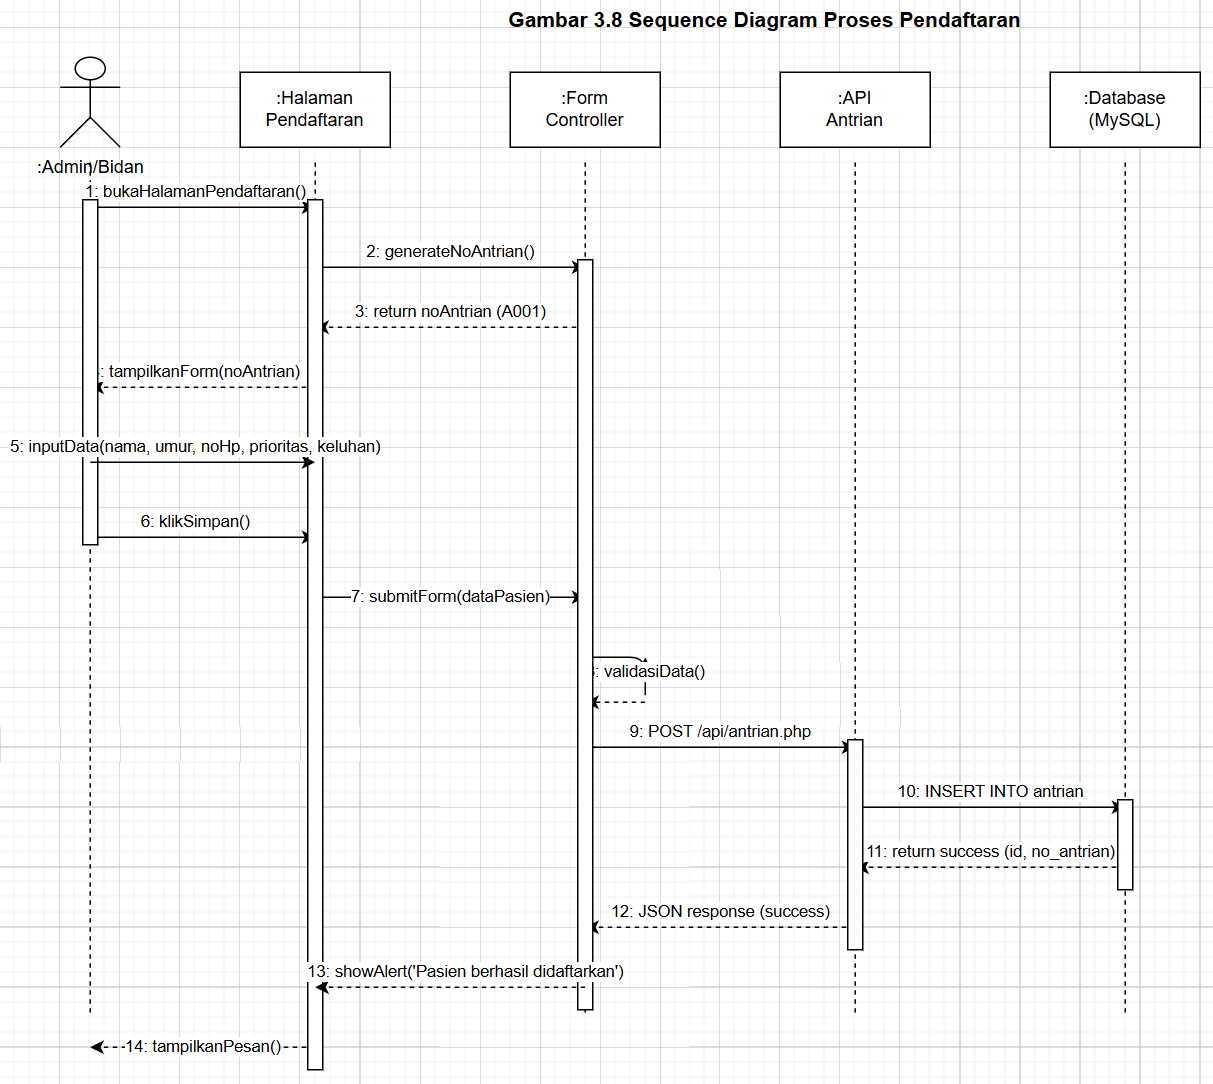 Gambar 3.8 Sequence Diagram Proses Pendaftaran
:Halaman
Pendaftaran
:Form
Controller
:API
Antrian
:Database
(MySQL)
:Admin/Bidan
1: bukaHalamanPendaftaran()
2: generateNoAntrian()
3: return noAntrian (A001)
: tampilkanForm(noAntrian)
5: inputData(nama, umur, noHp, prioritas, keluhan)
6: klikSimpan()
7: submitForm(dataPasien)
: validasiData()
9: POST /api/antrian.php
10: INSERT INTO antrian
11: return success (id, no_antrian)
12: JSON response (success)
13: showAlert('Pasien berhasil didaftarkan')
14: tampilkanPesan()